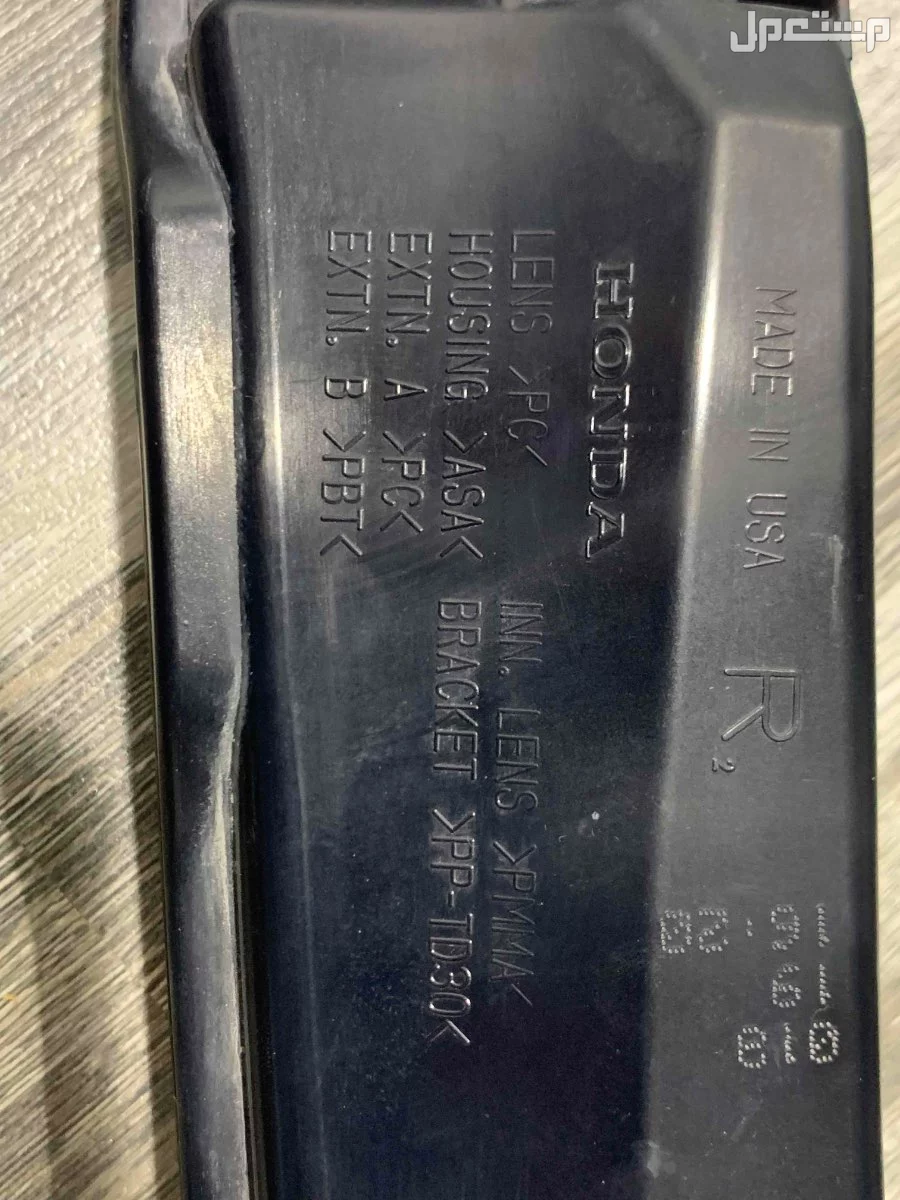 مستعمل
MADE IN USA R2
HONDA
LENS >PC<
INN. LENS >PMMA<
HOUSING >ASA<
BRACKET >PP-TD30<
EXTN. A >PC<
EXTN. B >PBT<